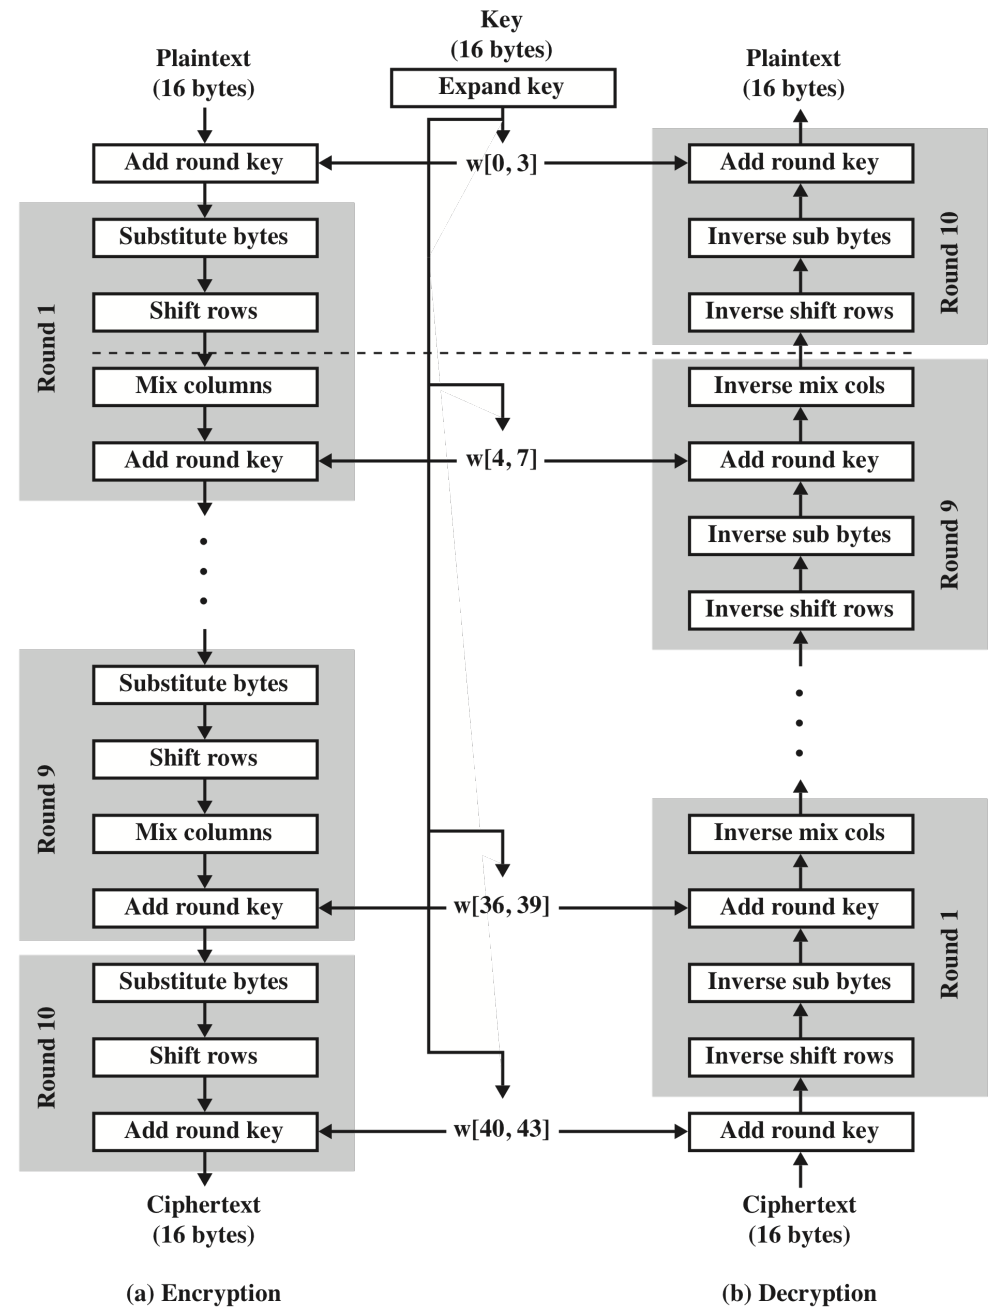 Key
(16 bytes)
Expand key
Plaintext
(16 bytes)
Add round key
Round 1
Substitute bytes
Shift rows
Mix columns
Add round key
Round 9
Substitute bytes
Shift rows
Mix columns
Add round key
Round 10
Substitute bytes
Shift rows
Add round key
Ciphertext
(16 bytes)
(a) Encryption
w[0, 3]
w[4, 7]
w[36, 39]
w[40, 43]
Plaintext
(16 bytes)
Add round key
Inverse sub bytes
Inverse shift rows
Round 10
Inverse mix cols
Add round key
Inverse sub bytes
Inverse shift rows
Round 9
Inverse mix cols
Add round key
Inverse sub bytes
Inverse shift rows
Round 1
Add round key
Ciphertext
(16 bytes)
(b) Decryption